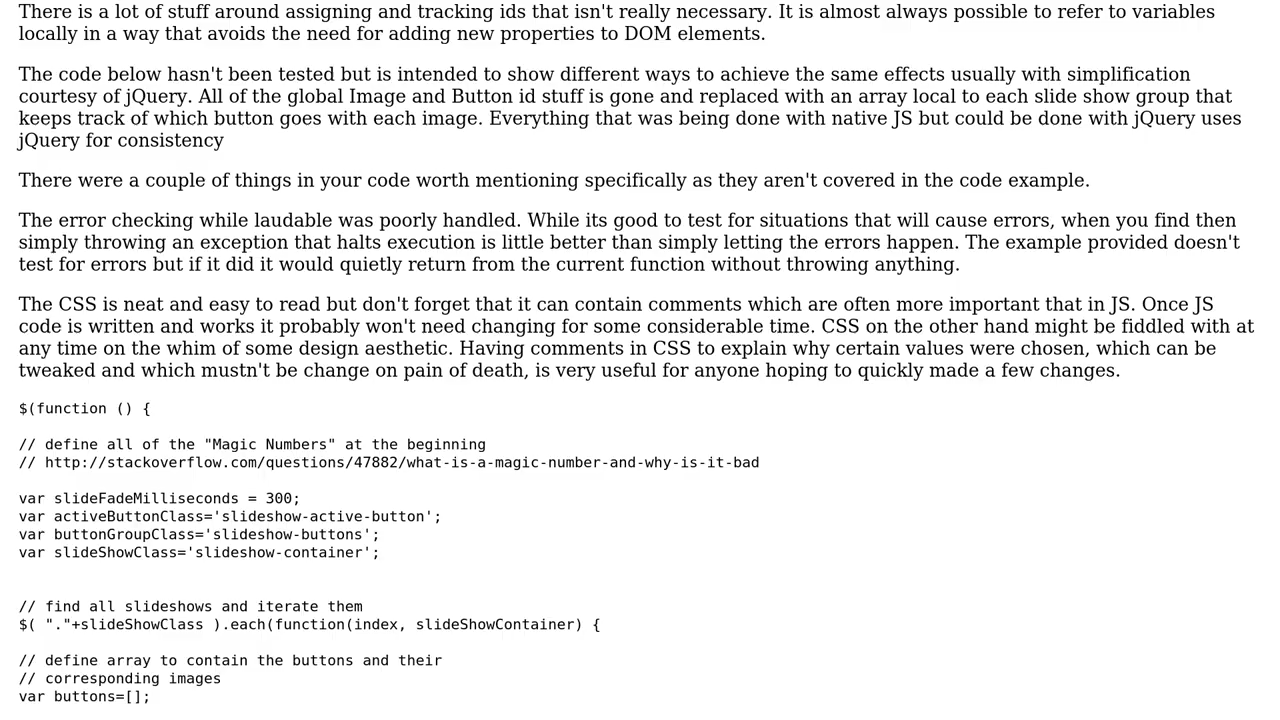 There is a lot of stuff around assigning and tracking ids that isn't really necessary. It is almost always possible to refer to variables
locally in a way that avoids the need for adding new properties to DOM elements.
The code below hasn't been tested but is intended to show different ways to achieve the same effects usually with simplification
courtesy of jQuery. All of the global Image and Button id stuff is gone and replaced with an array local to each slide show group that
keeps track of which button goes with each image. Everything that was being done with native JS but could be done with jQuery uses
jQuery for consistency
There were a couple of things in your code worth mentioning specifically as they aren't covered in the code example.
The error checking while laudable was poorly handled. While its good to test for situations that will cause errors, when you find then
simply throwing an exception that halts execution is little better than simply letting the errors happen. The example provided doesn't
test for errors but if it did it would quietly return from the current function without throwing anything.
The CSS is neat and easy to read but don't forget that it can contain comments which are often more important that in JS. Once JS
code is written and works it probably won't need changing for some considerable time. CSS on the other hand might be fiddled with at
any time on the whim of some design aesthetic. Having comments in CSS to explain why certain values were chosen, which can be
tweaked and which mustn't be change on pain of death, is very useful for anyone hoping to quickly made a few changes.
$(function () {
// define all of the "Magic Numbers" at the beginning
// http://stackoverflow.com/questions/47882/what-is-a-magic-number-and-why-is-it-bad
var slideFadeMilliseconds = 300;
var activeButtonClass='slideshow-active-button';
var buttonGroupClass='slideshow-buttons';
var slideShowClass='slideshow-container';
// find all slideshows and iterate them
$( "."+slideShowClass ).each(function(index, slideShowContainer) {
// define array to contain the buttons and their
// corresponding images
var buttons=[];